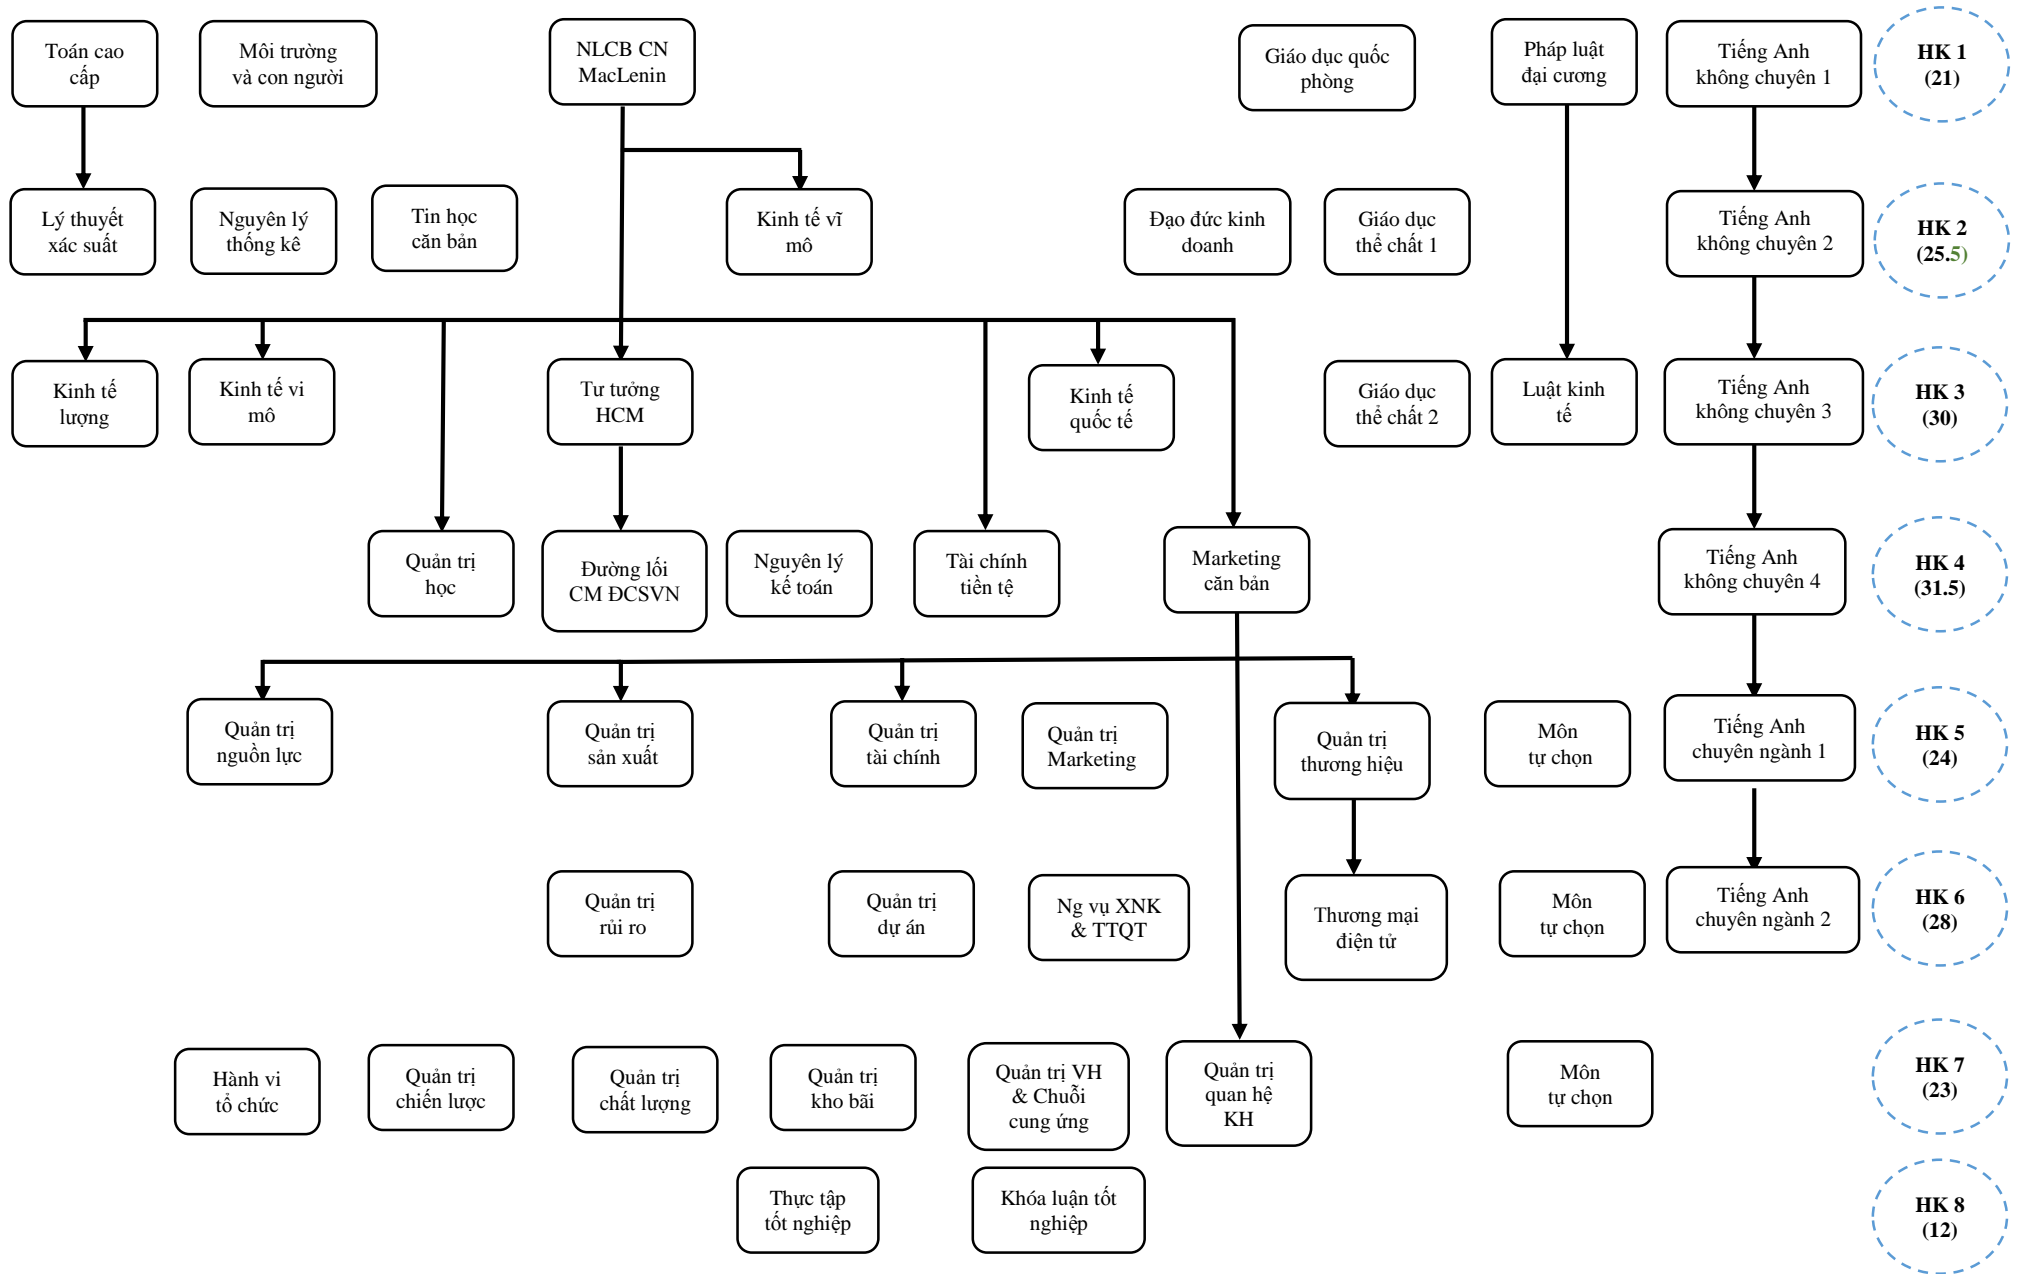 Toán cao
cấp
Môi trường
và con người
NLCB CN
MacLenin
Giáo dục quốc
phòng
Pháp luật
đại cương
Tiếng Anh
không chuyên 1
HK 1
(21)
Lý thuyết
xác suất
Nguyên lý
thống kê
Tin học
căn bản
Kinh tế vĩ
mô
Đạo đức kinh
doanh
Giáo dục
thể chất 1
Tiếng Anh
không chuyên 2
HK 2
(25.5)
Kinh tế
lượng
Kinh tế vi
mô
Tư tưởng
HCM
Kinh tế
quốc tế
Giáo dục
thể chất 2
Luật kinh
tế
Tiếng Anh
không chuyên 3
HK 3
(30)
Quản trị
học
Đường lối
CM ĐCSVN
Nguyên lý
kế toán
Tài chính
tiền tệ
Marketing
căn bản
Tiếng Anh
không chuyên 4
HK 4
(31.5)
Quản trị
nguồn lực
Quản trị
sản xuất
Quản trị
tài chính
Quản trị
Marketing
Quản trị
thương hiệu
Môn
tự chọn
Tiếng Anh
chuyên ngành 1
HK 5
(24)
Quản trị
rủi ro
Quản trị
dự án
Ng vụ XNK
& TTQT
Thương mại
điện tử
Môn
tự chọn
Tiếng Anh
chuyên ngành 2
HK 6
(28)
Hành vi
tổ chức
Quản trị
chiến lược
Quản trị
chất lượng
Quản trị
kho bãi
Quản trị VH
& Chuỗi
cung ứng
Quản trị
quan hệ
KH
Môn
tự chọn
HK 7
(23)
Thực tập
tốt nghiệp
Khóa luận tốt
nghiệp
HK 8
(12)